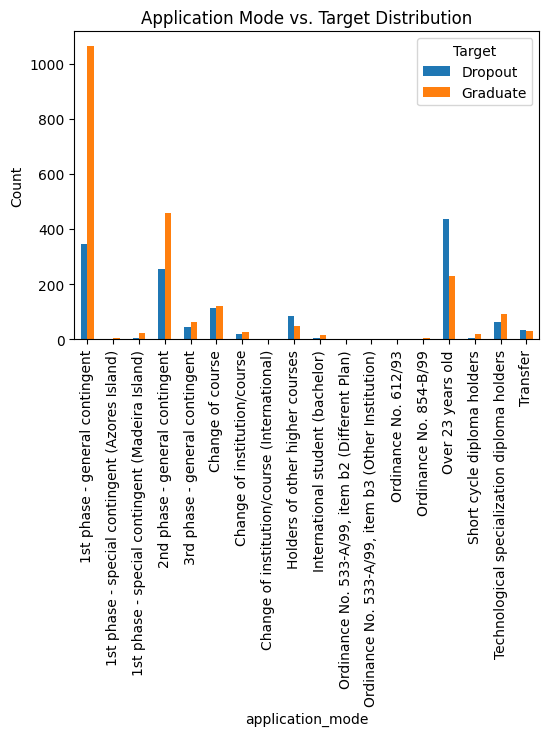 Application Mode vs. Target Distribution
Target
Dropout
Graduate
Count
1000
800
600
400
200
0
1st phase - general contingent
1st phase - special contingent (Azores Island)
1st phase - special contingent (Madeira Island)
2nd phase - general contingent
3rd phase - general contingent
Change of course
Change of institution/course
Change of institution/course (International)
Holders of other higher courses
International student (bachelor)
Ordinance No. 533-A/99, item b2 (Different Plan)
Ordinance No. 533-A/99, item b3 (Other Institution)
Ordinance No. 612/93
Ordinance No. 854-B/99
Over 23 years old
Short cycle diploma holders
Technological specialization diploma holders
Transfer
application_mode